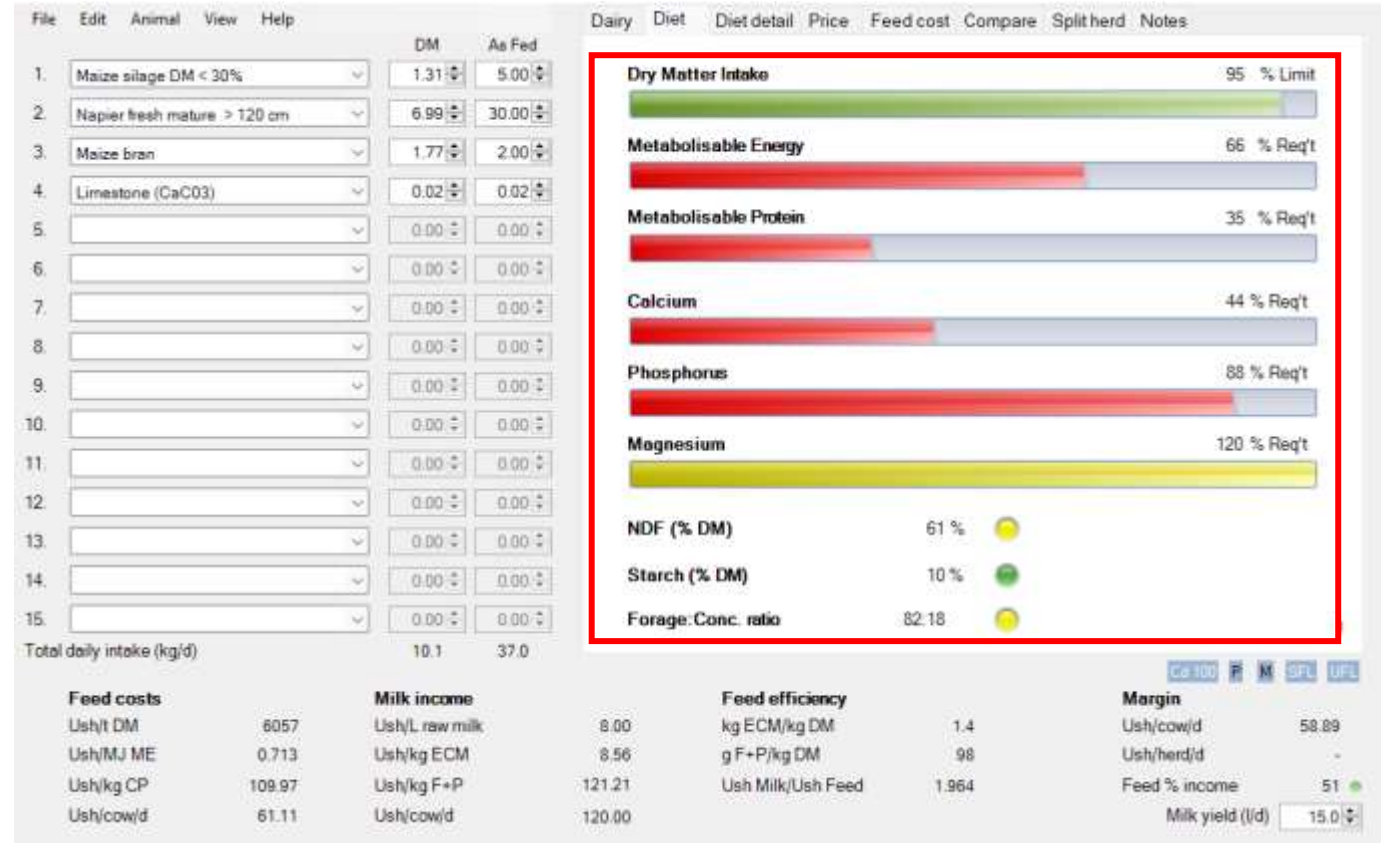 File Edit Animal View Help
DM As Fed
1. Maize silage DM < 30% 1.31 5.00
2. Napier fresh mature > 120 cm 6.99 30.00
3. Maize bran 1.77 2.00
4. Limestone (CaC03) 0.02 0.02
5. 0.00 0.00
6. 0.00 0.00
7. 0.00 0.00
8. 0.00 0.00
9. 0.00 0.00
10. 0.00 0.00
11. 0.00 0.00
12. 0.00 0.00
13. 0.00 0.00
14. 0.00 0.00
15. 0.00 0.00
Total daily intake (kg/d) 10.1 37.0
Dairy Diet Diet detail Price Feed cost Compare Split herd Notes
Dry Matter Intake 95 % Limit
Metabolisable Energy 66 % Req't
Metabolisable Protein 35 % Req't
Calcium 44 % Req't
Phosphorus 88 % Req't
Magnesium 120 % Req't
NDF (% DM) 61 %
Starch (% DM) 10 %
Forage:Conc. ratio 82:18
P M SFL UFL
Feed costs
Ush/t DM 6057
Ush/MJ ME 0.713
Ush/kg CP 109.97
Ush/cow/d 61.11
Milk income
Ush/L raw milk 8.00
Ush/kg ECM 8.56
Ush/kg F+P 121.21
Ush/cow/d 120.00
Feed efficiency
kg ECM/kg DM 1.4
g F+P/kg DM 98
Ush Milk/Ush Feed 1.964
Margin
Ush/cow/d 58.89
Ush/herd/d -
Feed % income 51
Milk yield (l/d) 15.0